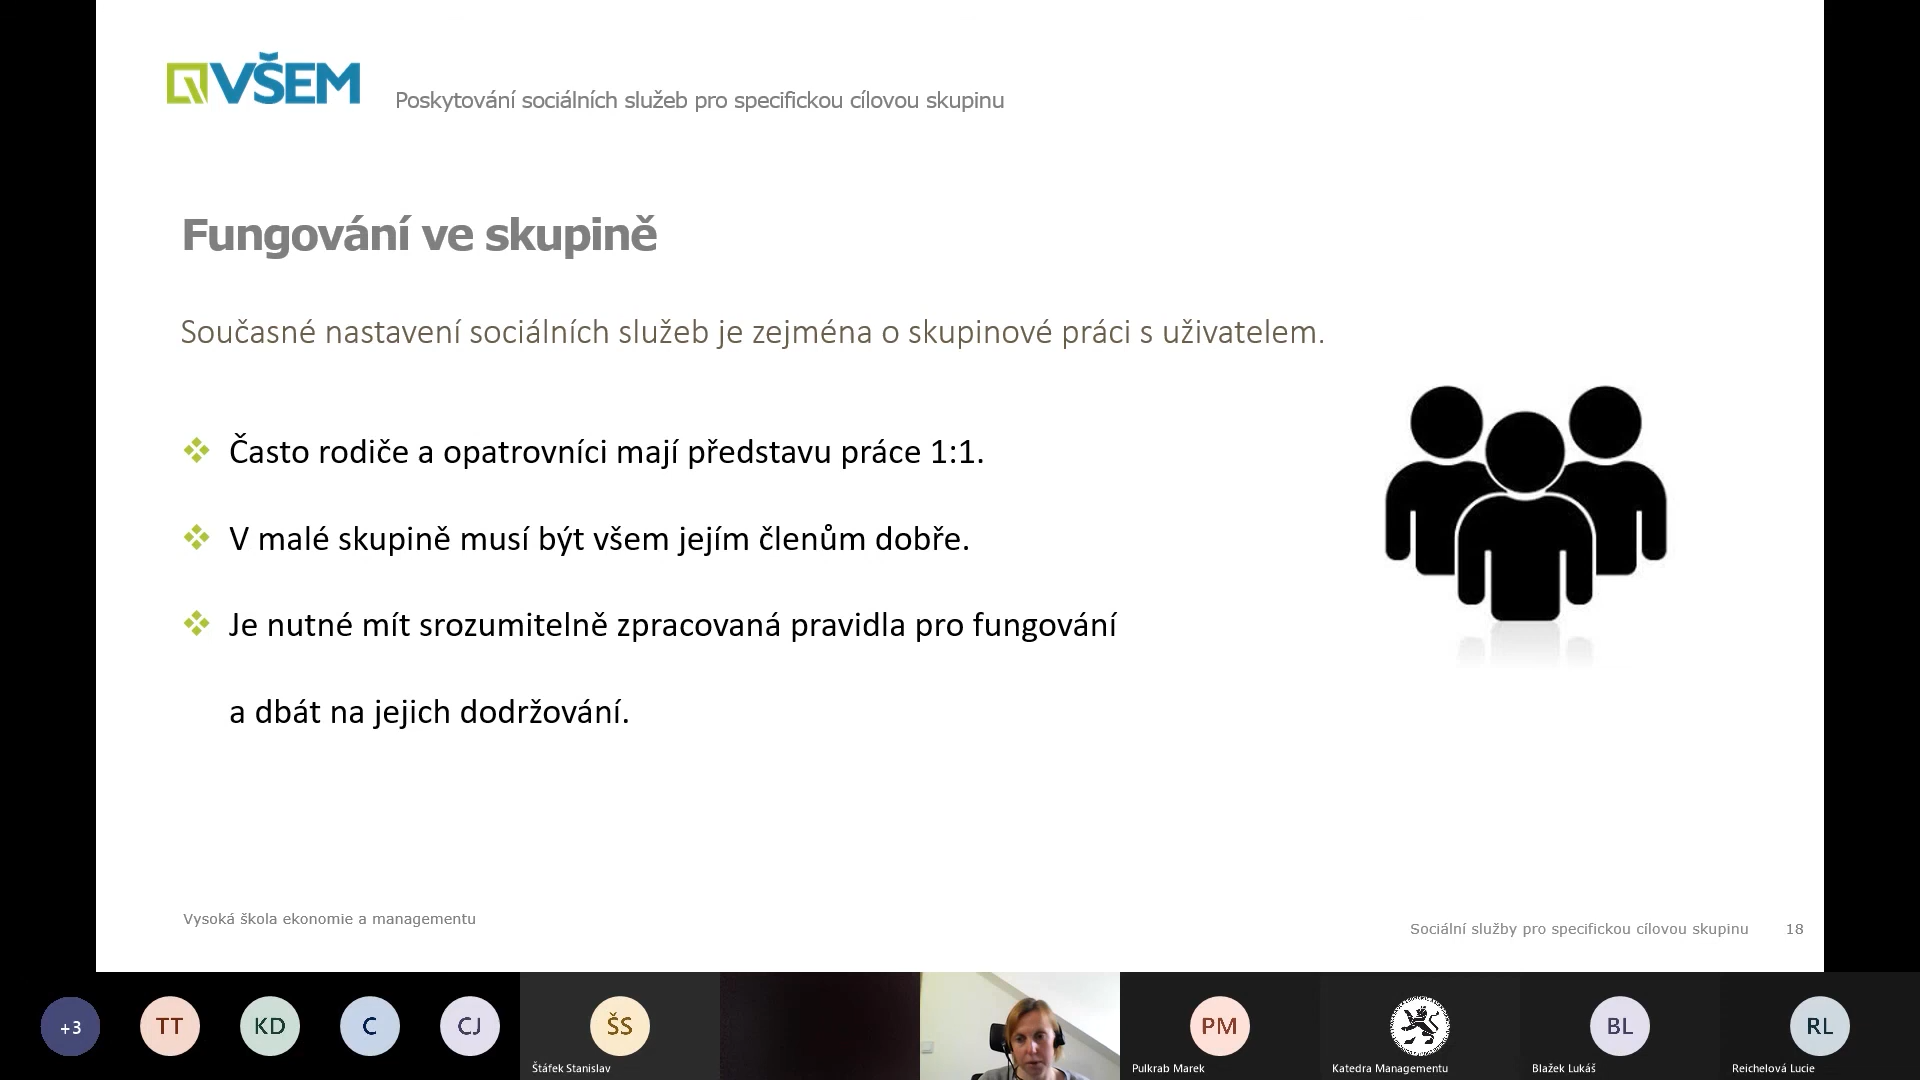 VŠEM
Poskytování sociálních služeb pro specifickou cílovou skupinu
Fungování ve skupině
Současné nastavení sociálních služeb je zejména o skupinové práci s uživatelem.
Často rodiče a opatrovníci mají představu práce 1:1.
V malé skupině musí být všem jejím členům dobře.
Je nutné mít srozumitelně zpracovaná pravidla pro fungování
a dbát na jejich dodržování.
Vysoká škola ekonomie a managementu
Sociální služby pro specifickou cílovou skupinu 18
+3 TT KD C CJ ŠS PM BL RL
Štáfek Stanislav Pulkrab Marek Katedra Managementu Blažek Lukáš Reichelová Lucie